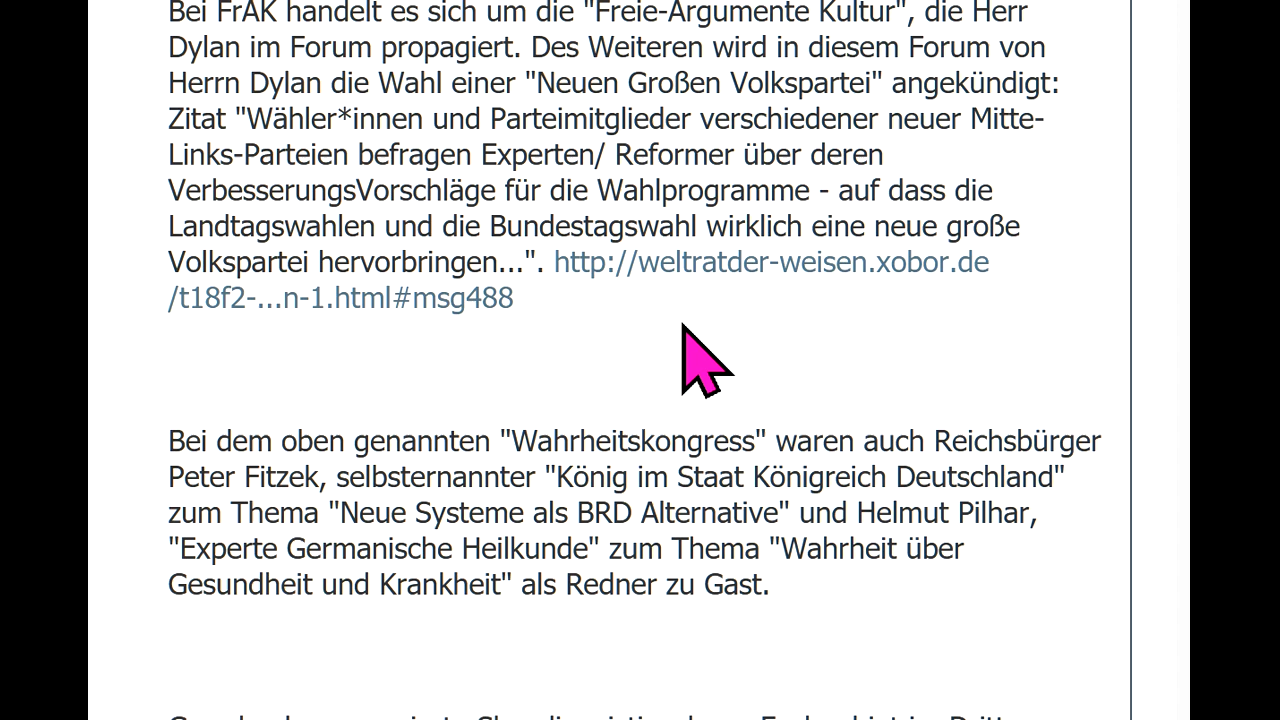 Bei FrAK handelt es sich um die "Freie-Argumente Kultur", die Herr
Dylan im Forum propagiert. Des Weiteren wird in diesem Forum von
Herrn Dylan die Wahl einer "Neuen Großen Volkspartei" angekündigt:
Zitat "Wähler*innen und Parteimitglieder verschiedener neuer Mitte-
Links-Parteien befragen Experten/ Reformer über deren
VerbesserungsVorschläge für die Wahlprogramme - auf dass die
Landtagswahlen und die Bundestagswahl wirklich eine neue große
Volkspartei hervorbringen...". http://weltratder-weisen.xobor.de
/t18f2-...n-1.html#msg488
Bei dem oben genannten "Wahrheitskongress" waren auch Reichsbürger
Peter Fitzek, selbsternannter "König im Staat Königreich Deutschland"
zum Thema "Neue Systeme als BRD Alternative" und Helmut Pilhar,
"Experte Germanische Heilkunde" zum Thema "Wahrheit über
Gesundheit und Krankheit" als Redner zu Gast.